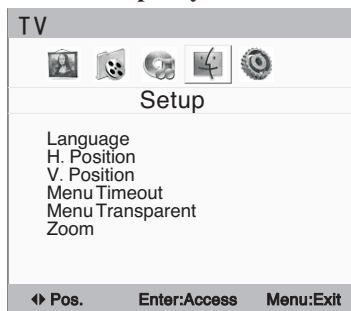 TV
Setup
Language
H. Position
V. Position
Menu Timeout
Menu Transparent
Zoom
Pos. Enter:Access Menu:Exit